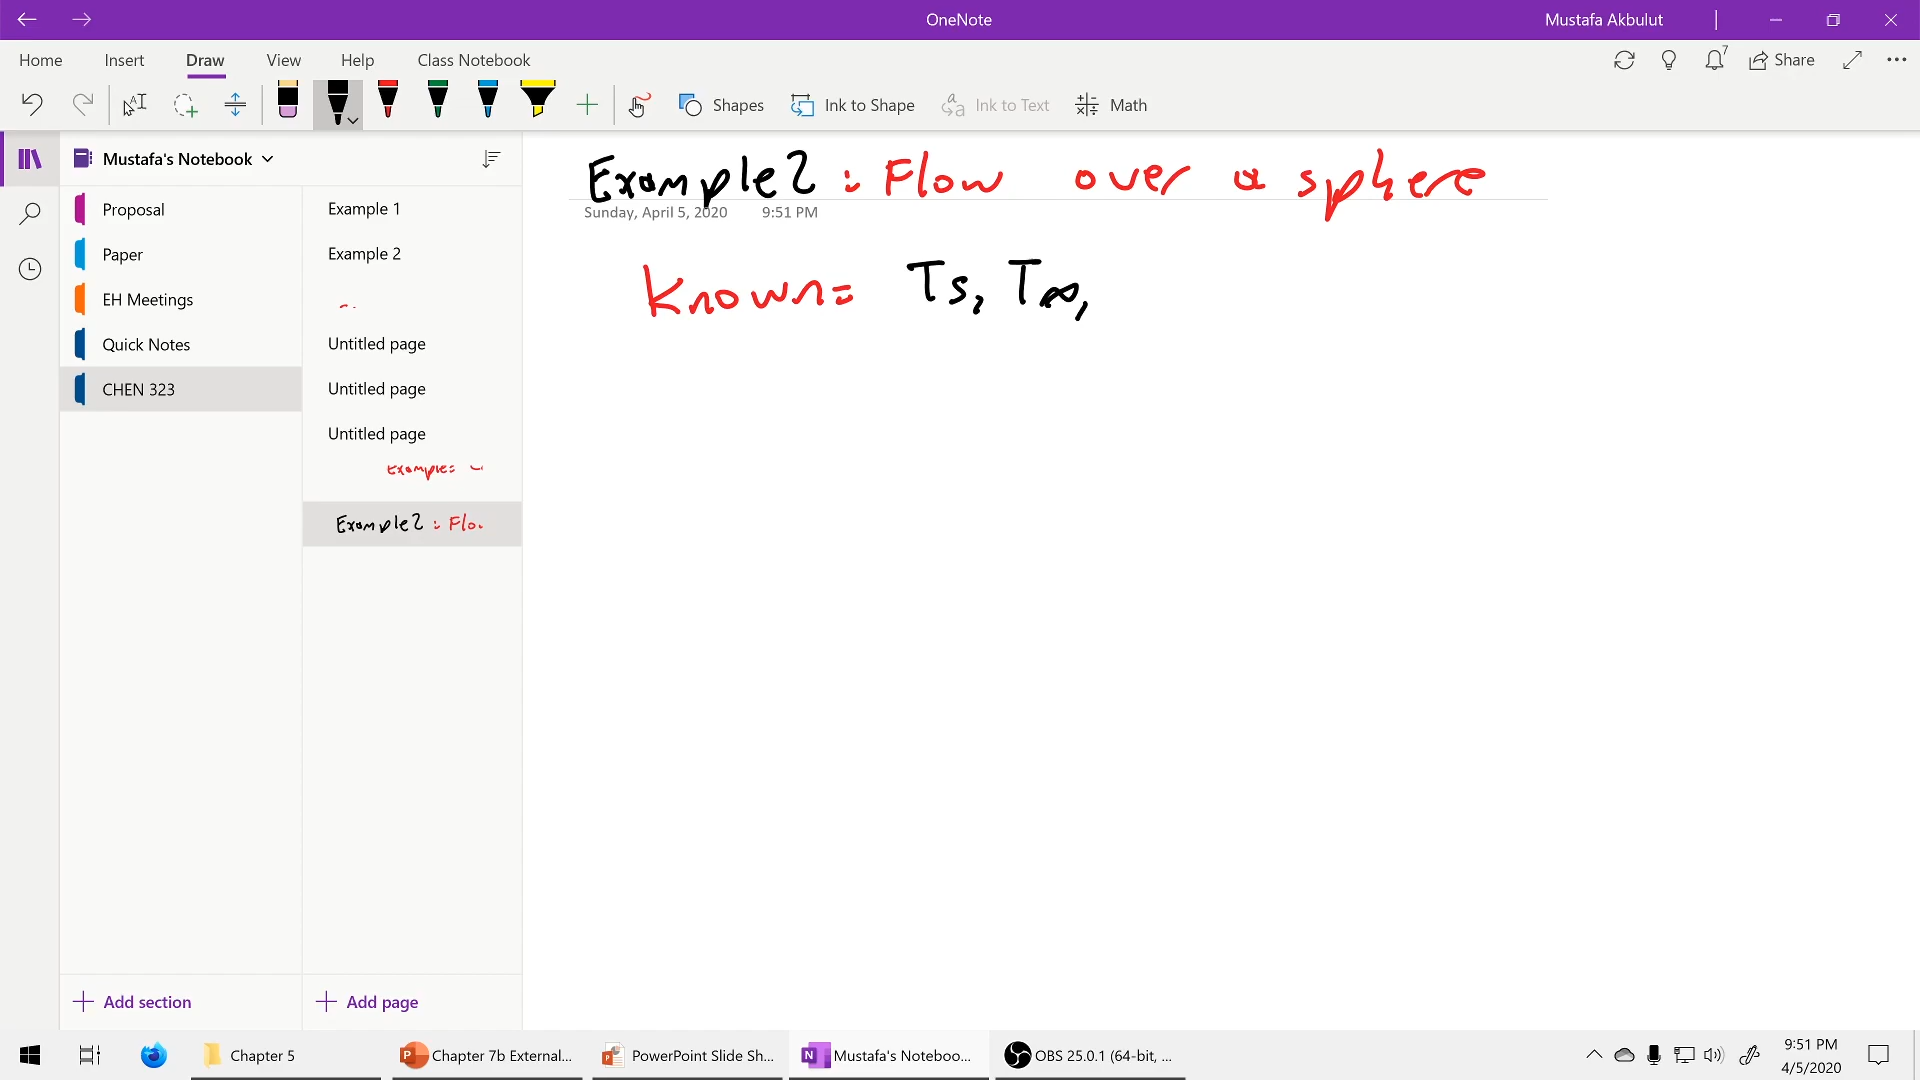 OneNote
Mustafa Akbulut
Home Insert Draw View Help Class Notebook
7
Share
Shapes Ink to Shape Ink to Text Math
Mustafa's Notebook
Proposal
Paper
EH Meetings
Quick Notes
CHEN 323
Add section
Example 1
Example 2
Untitled page
Untitled page
Untitled page
Example:
Example 2 : Flo
Add page
Example 2 : Flow over a sphere
Sunday, April 5, 2020 9:51 PM
Known= Ts, T∞,
Chapter 5
Chapter 7b External...
PowerPoint Slide Sh...
Mustafa's Noteboo...
OBS 25.0.1 (64-bit, ...
9:51 PM
4/5/2020